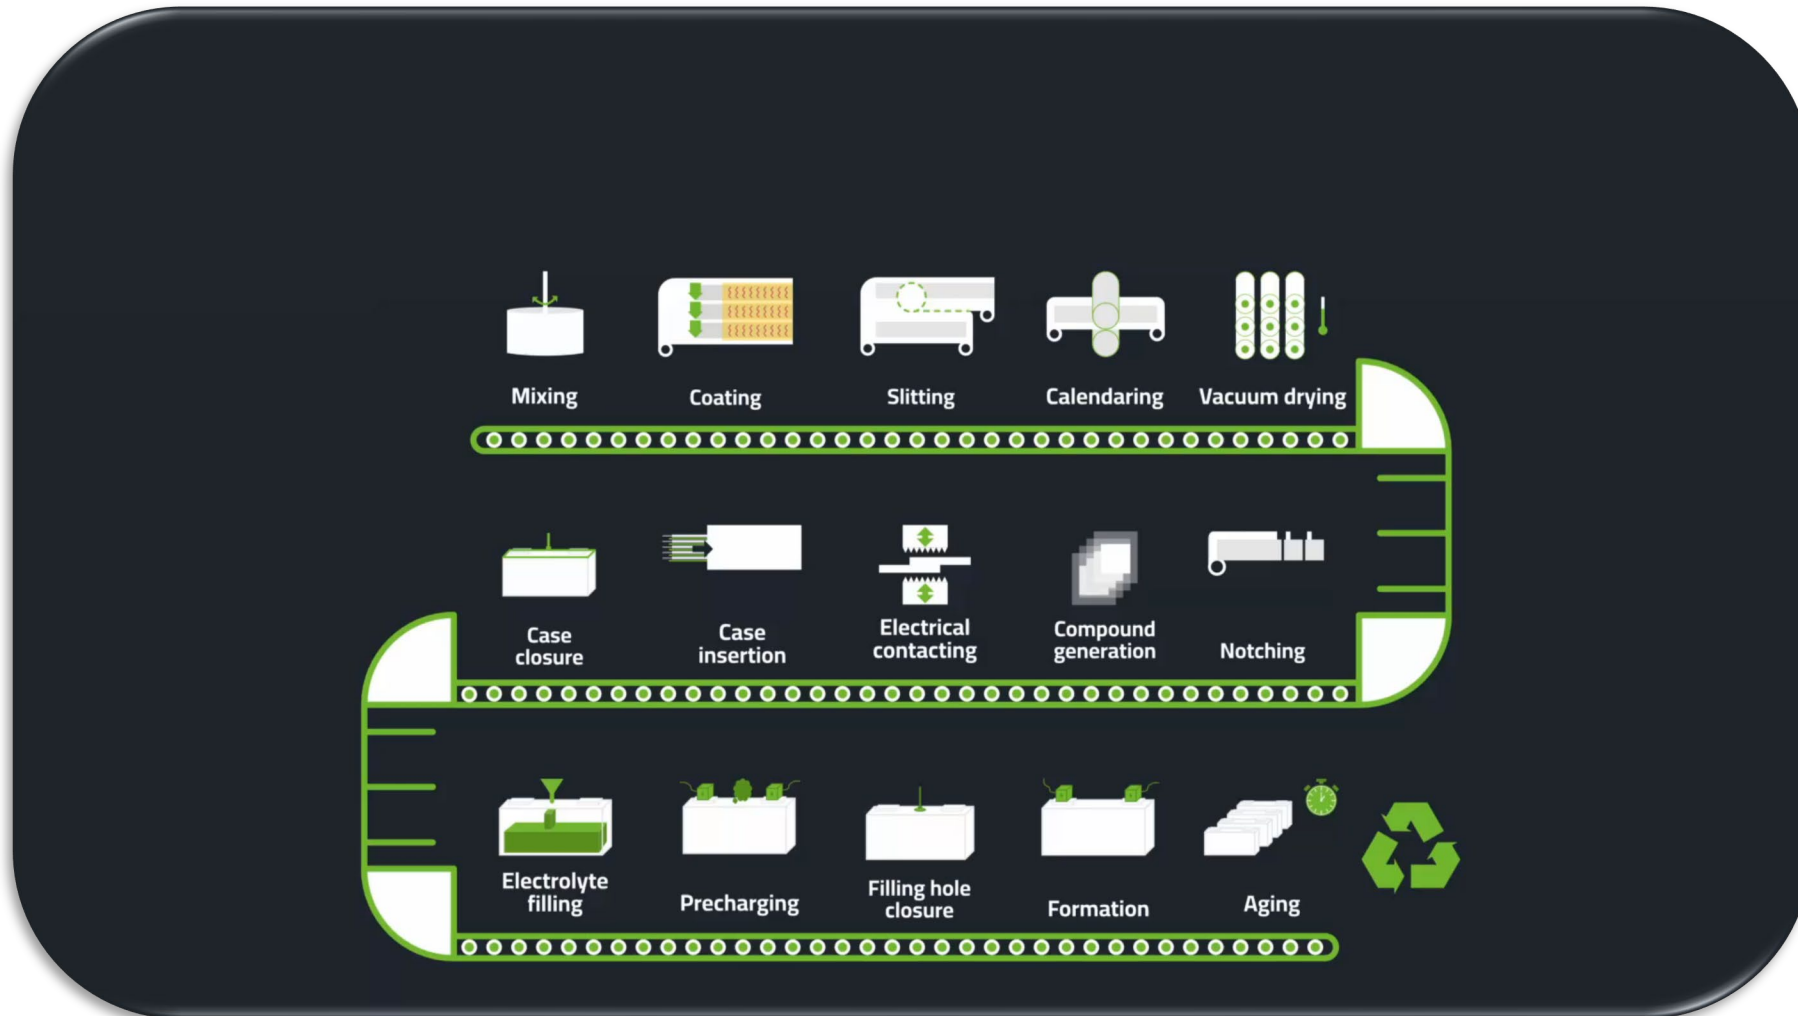 Mixing
Coating
Slitting
Calendaring
Vacuum drying
Case
closure
Case
insertion
Electrical
contacting
Compound
generation
Notching
Electrolyte
filling
Precharging
Filling hole
closure
Formation
Aging